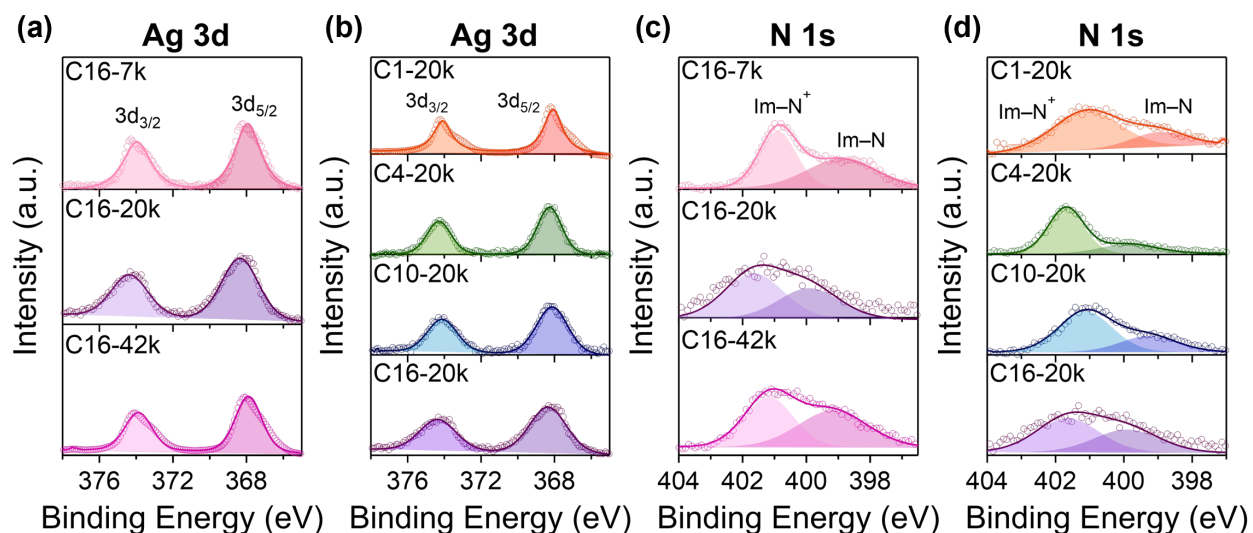 (a)
Ag 3d
Intensity (a.u.)
C16-7k
3d3/2
3d5/2
C16-20k
C16-42k
376 372 368
Binding Energy (eV)
(b)
Ag 3d
Intensity (a.u.)
C1-20k
3d3/2
3d5/2
C4-20k
C10-20k
C16-20k
376 372 368
Binding Energy (eV)
(c)
N 1s
Intensity (a.u.)
C16-7k
Im–N+
Im–N
C16-20k
C16-42k
404 402 400 398
Binding Energy (eV)
(d)
N 1s
Intensity (a.u.)
C1-20k
Im–N+
Im–N
C4-20k
C10-20k
C16-20k
404 402 400 398
Binding Energy (eV)